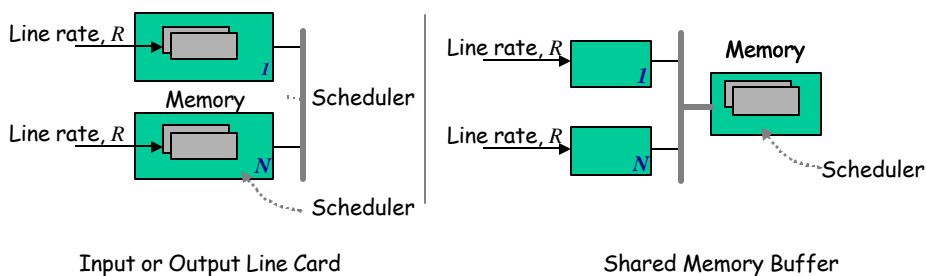 Line rate, R
1
Memory
Scheduler
Line rate, R
N
Scheduler
Input or Output Line Card
Line rate, R
1
Memory
Line rate, R
N
Scheduler
Shared Memory Buffer